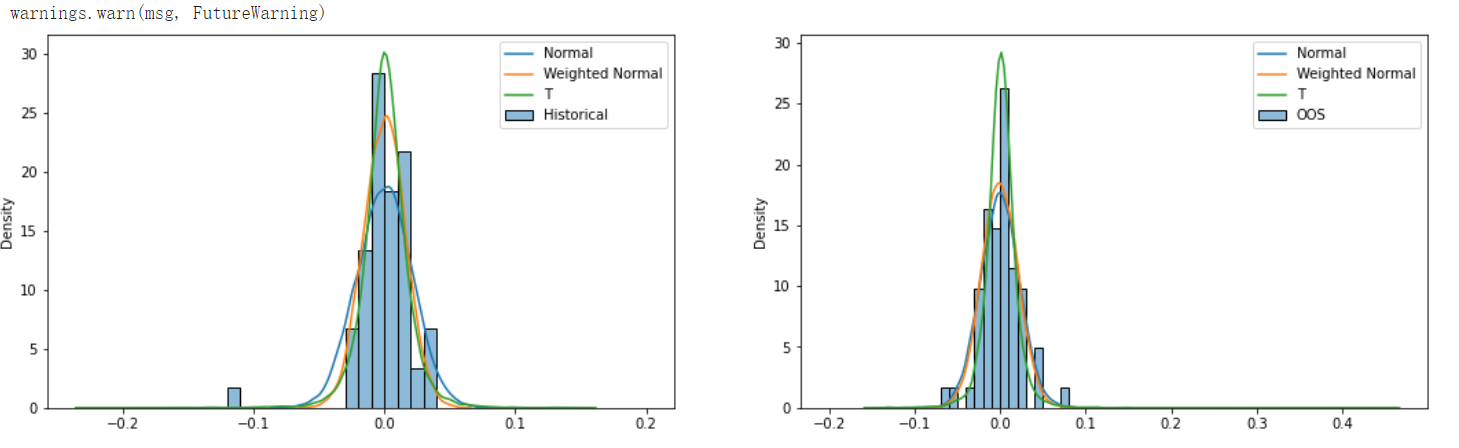 warnings.warn(msg, FutureWarning)
Density
30
25
20
15
10
5
0
−0.2
−0.1
0.0
0.1
0.2
Normal
Weighted Normal
T
Historical
Density
30
25
20
15
10
5
0
−0.2
−0.1
0.0
0.1
0.2
0.3
0.4
Normal
Weighted Normal
T
OOS